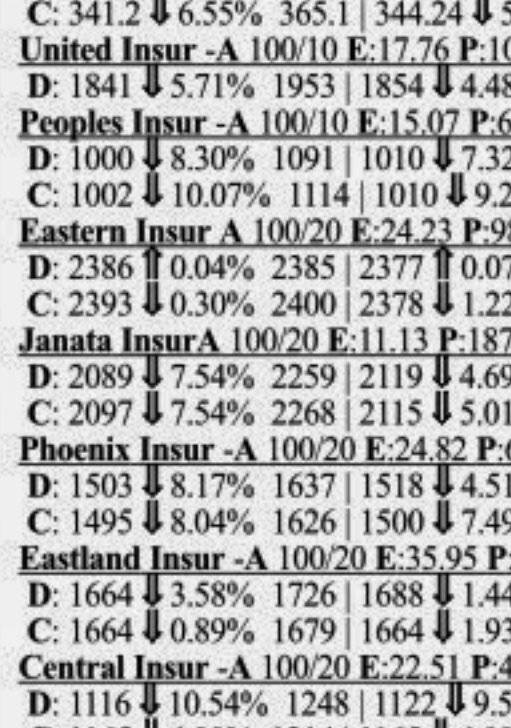 C: 341.2 ⇓ 6.55% 365.1 | 344.24 ⇓ 5
United Insur -A 100/10 E:17.76 P:10
D: 1841 ⇓ 5.71% 1953 | 1854 ⇓ 4.48
Peoples Insur -A 100/10 E:15.07 P:6
D: 1000 ⇓ 8.30% 1091 | 1010 ⇓ 7.32
C: 1002 ⇓ 10.07% 1114 | 1010 ⇓ 9.2
Eastern Insur A 100/20 E:24.23 P:98
D: 2386 ⇑ 0.04% 2385 | 2377 ⇑ 0.07
C: 2393 ⇓ 0.30% 2400 | 2378 ⇓ 1.22
Janata InsurA 100/20 E:11.13 P:187
D: 2089 ⇓ 7.54% 2259 | 2119 ⇓ 4.69
C: 2097 ⇓ 7.54% 2268 | 2115 ⇓ 5.01
Phoenix Insur -A 100/20 E:24.82 P:6
D: 1503 ⇓ 8.17% 1637 | 1518 ⇓ 4.51
C: 1495 ⇓ 8.04% 1626 | 1500 ⇓ 7.49
Eastland Insur -A 100/20 E:35.95 P:
D: 1664 ⇓ 3.58% 1726 | 1688 ⇓ 1.44
C: 1664 ⇓ 0.89% 1679 | 1664 ⇓ 1.93
Central Insur -A 100/20 E:22.51 P:4
D: 1116 ⇓ 10.54% 1248 | 1122 ⇓ 9.5